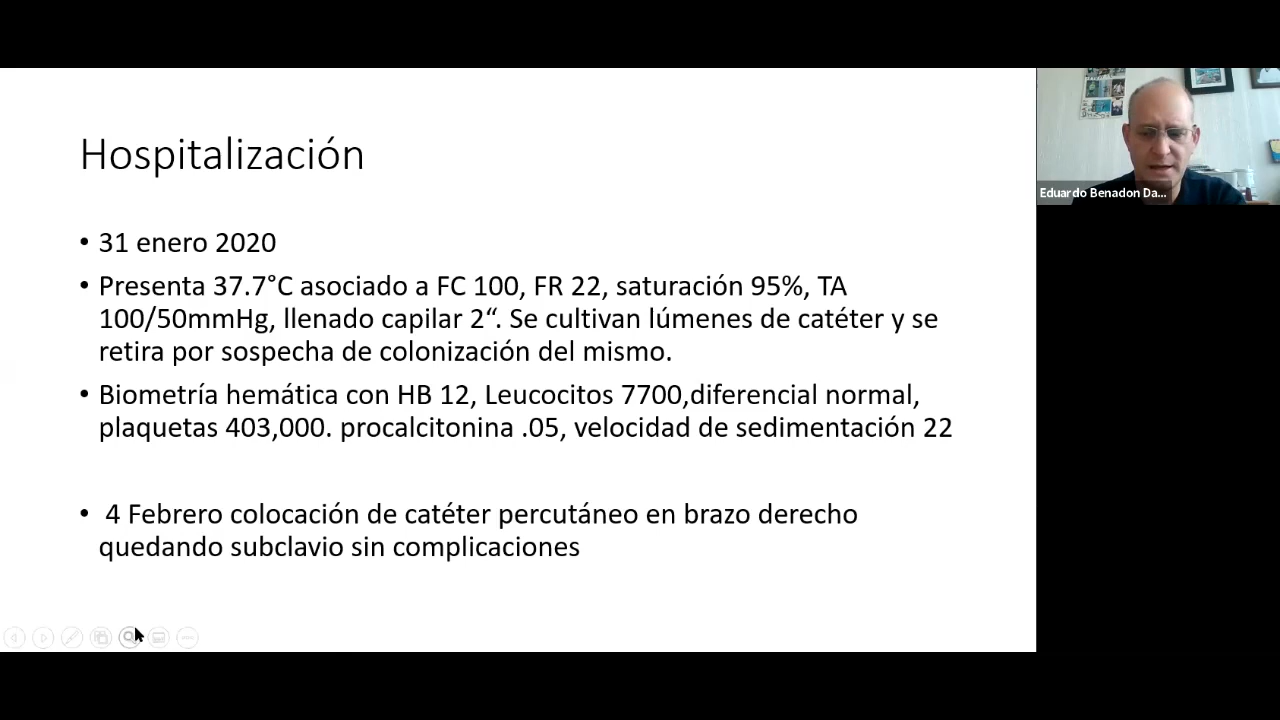 Hospitalización
• 31 enero 2020
• Presenta 37.7°C asociado a FC 100, FR 22, saturación 95%, TA
100/50mmHg, llenado capilar 2“. Se cultivan lúmenes de catéter y se
retira por sospecha de colonización del mismo.
• Biometría hemática con HB 12, Leucocitos 7700,diferencial normal,
plaquetas 403,000. procalcitonina .05, velocidad de sedimentación 22
• 4 Febrero colocación de catéter percutáneo en brazo derecho
quedando subclavio sin complicaciones
Eduardo Benadon Da...